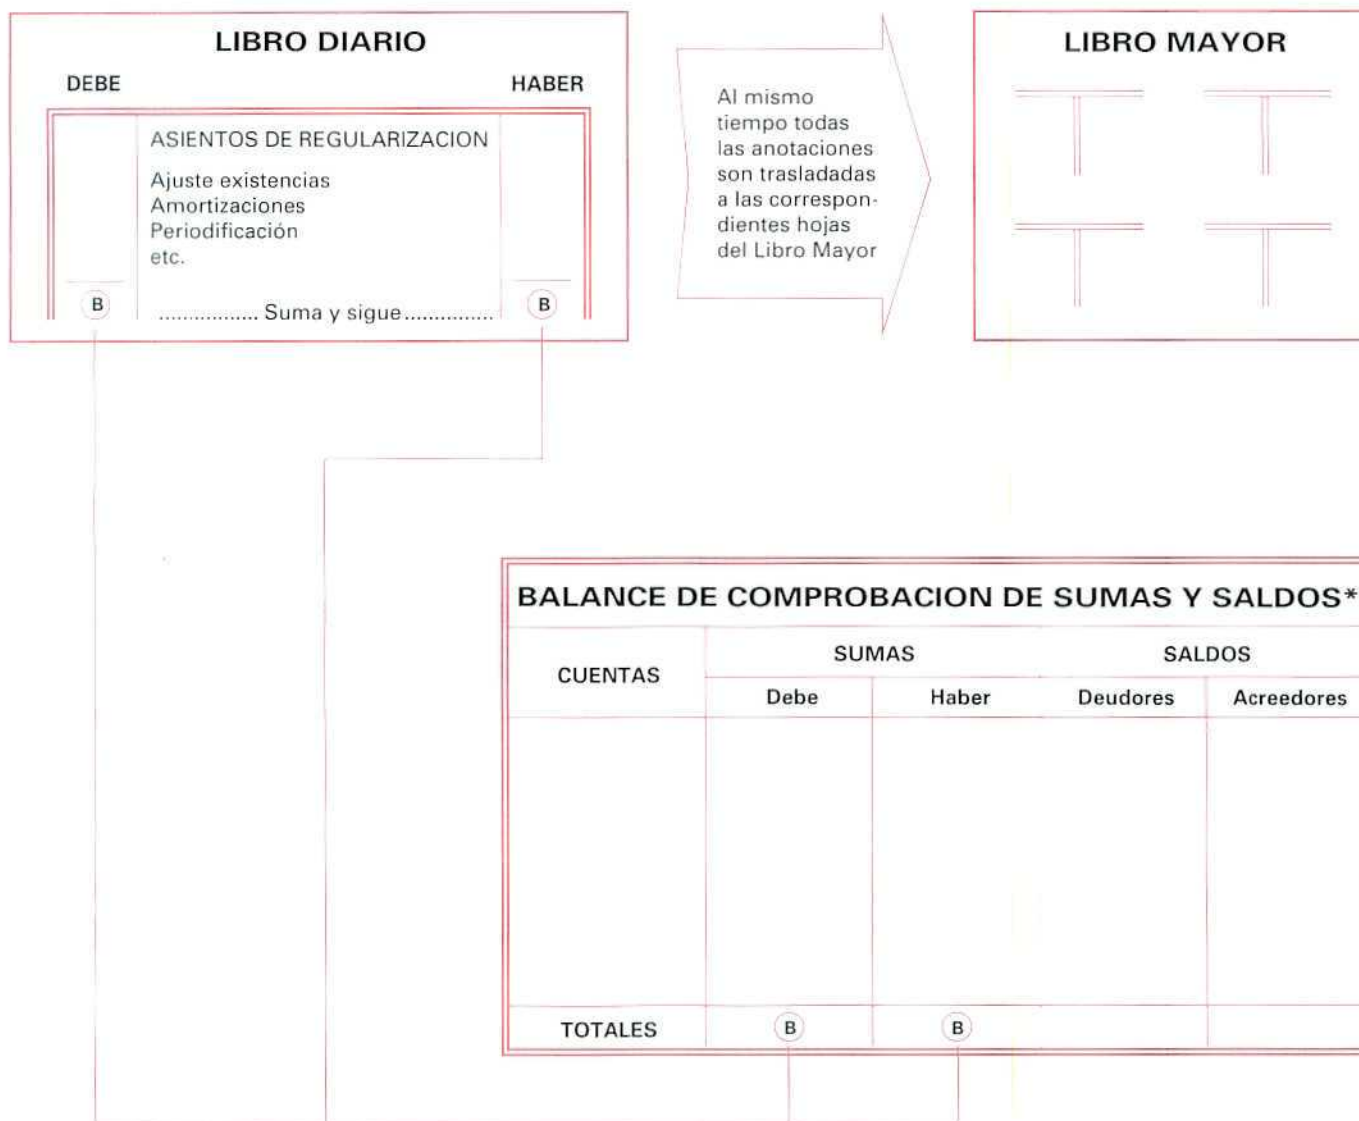 LIBRO DIARIO
DEBE HABER
ASIENTOS DE REGULARIZACION
Ajuste existencias
Amortizaciones
Periodificación
etc.
B ................. Suma y sigue............... B
Al mismo
tiempo todas
las anotaciones
son trasladadas
a las correspon-
dientes hojas
del Libro Mayor
LIBRO MAYOR
BALANCE DE COMPROBACION DE SUMAS Y SALDOS*
CUENTAS SUMAS SALDOS
Debe Haber Deudores Acreedores
TOTALES B B